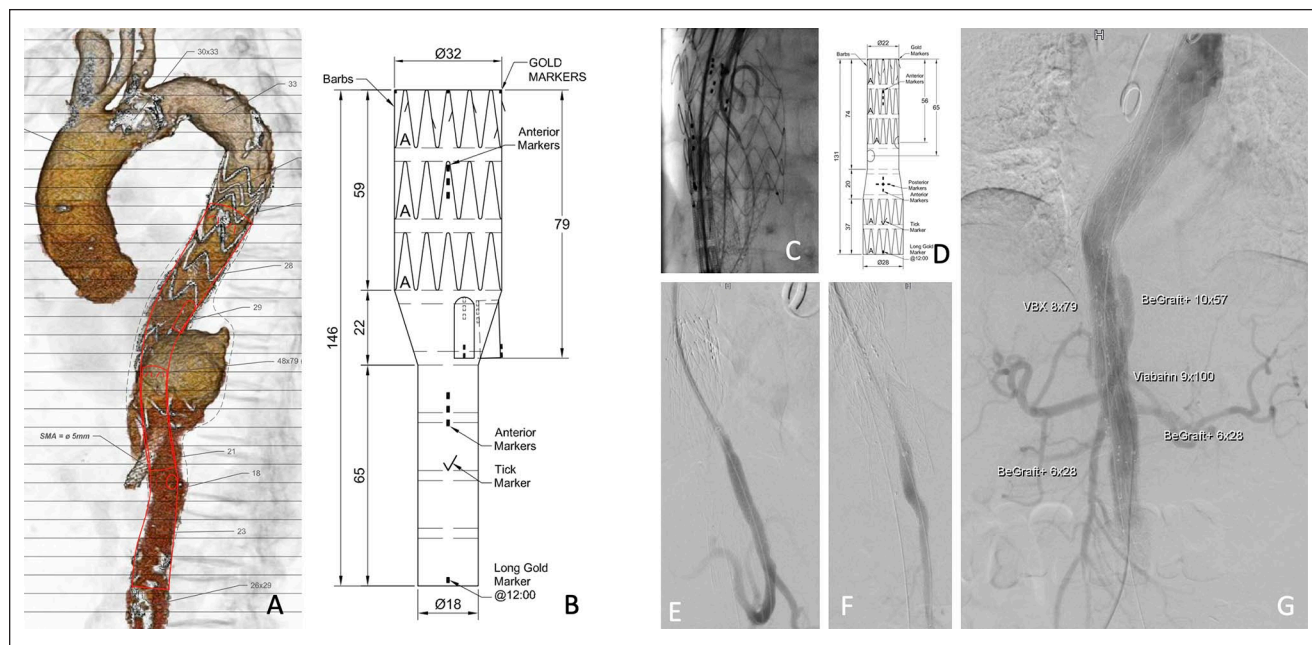 30x33
33
28
29
48x79
SMA = ø 5mm
21
18
23
26x29
A
Ø32
Barbs
GOLD
MARKERS
Anterior
Markers
A
A
A
59
79
146
22
65
Anterior
Markers
Tick
Marker
Long Gold
Marker
@12:00
Ø18
B
C
Ø22
Barbs
Gold
Markers
Anterior
Markers
A
A
A
74
56
65
131
20
37
Posterior
Markers
Anterior
Markers
Tick
Marker
A
A
Long Gold
Marker
@12:00
Ø28
D
E
F
H
VBX 8x79
BeGraft+ 10x57
Viabahn 9x100
BeGraft+ 6x28
BeGraft+ 6x28
G